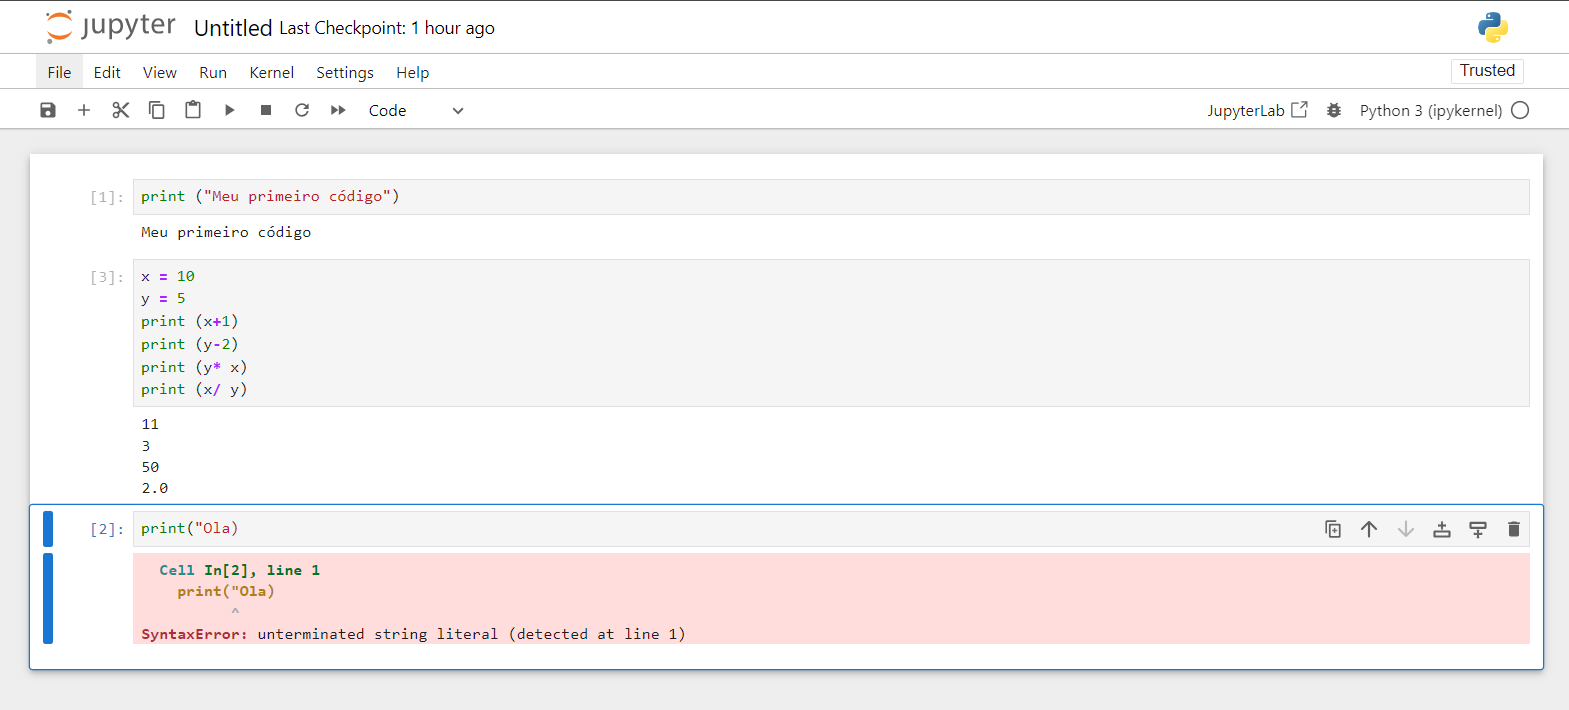 jupyter Untitled Last Checkpoint: 1 hour ago
File Edit View Run Kernel Settings Help Trusted
Code JupyterLab Python 3 (ipykernel)
[1]: print ("Meu primeiro código")
Meu primeiro código
[3]: x = 10
y = 5
print (x+1)
print (y-2)
print (y* x)
print (x/ y)
11
3
50
2.0
[2]: print("Ola)
Cell In[2], line 1
print("Ola)
^
SyntaxError: unterminated string literal (detected at line 1)